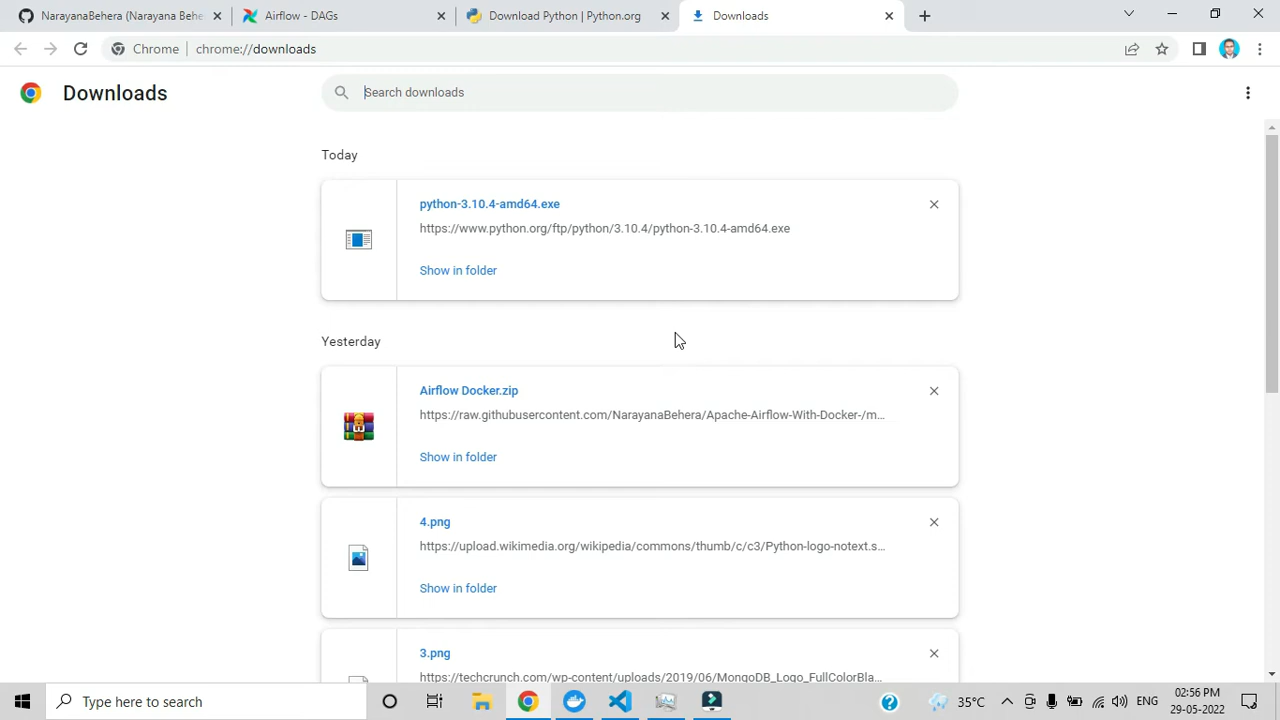 NarayanaBehera (Narayana Behe
Airflow - DAGs
Download Python | Python.org
Downloads
Chrome
chrome://downloads
Downloads
Search downloads
Today
python-3.10.4-amd64.exe
https://www.python.org/ftp/python/3.10.4/python-3.10.4-amd64.exe
Show in folder
Yesterday
Airflow Docker.zip
https://raw.githubusercontent.com/NarayanaBehera/Apache-Airflow-With-Docker-/m...
Show in folder
4.png
https://upload.wikimedia.org/wikipedia/commons/thumb/c/c3/Python-logo-notext.s...
Show in folder
3.png
https://techcrunch.com/wp-content/uploads/2019/06/MongoDB_Logo_FullColorBla...
Type here to search
35°C
ENG
02:56 PM
29-05-2022